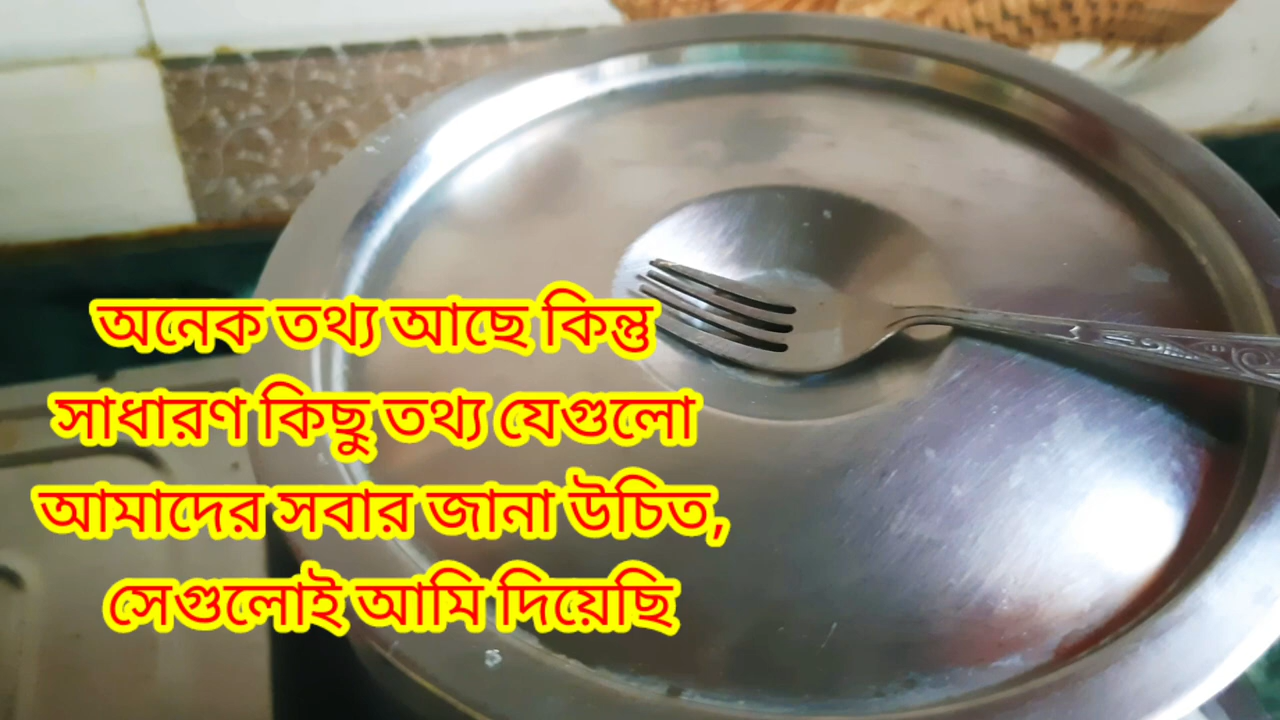 অনেক তথ্য আছে কিন্তু
সাধারণ কিছু তথ্য যেগুলো
আমাদের সবার জানা উচিত,
সেগুলোই আমি দিয়েছি